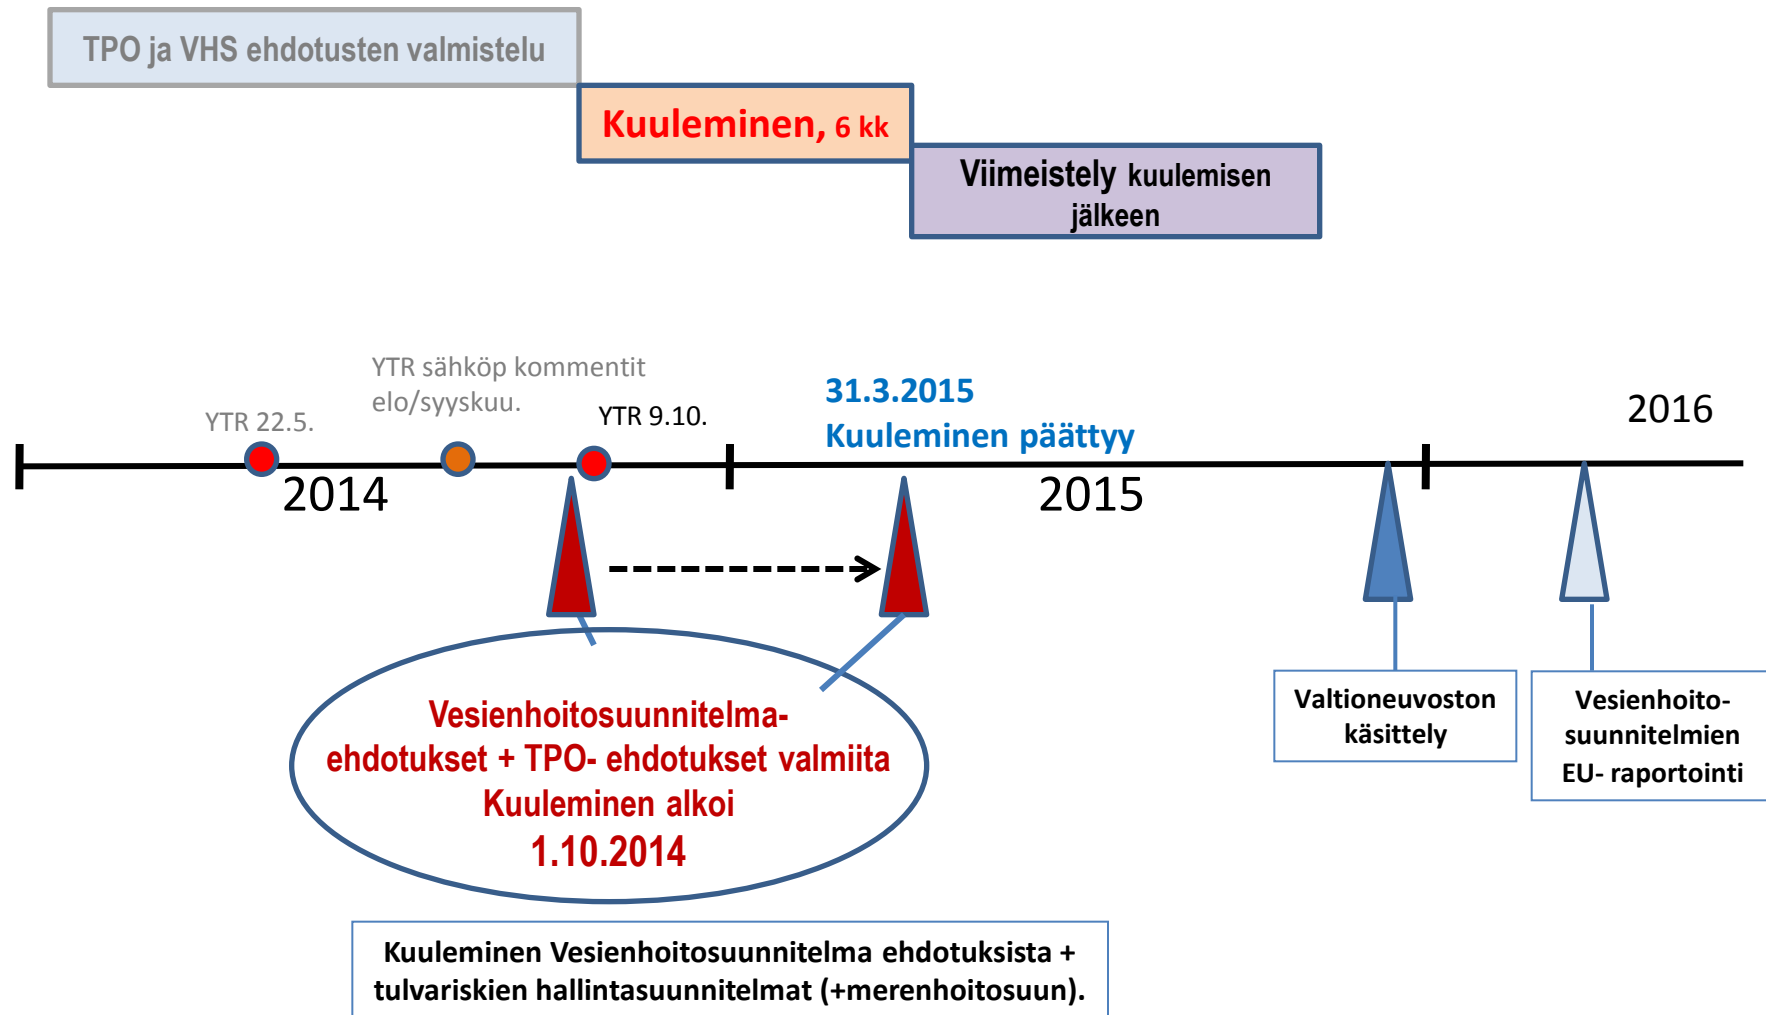 TPO ja VHS ehdotusten valmistelu
Kuuleminen, 6 kk
Viimeistely kuulemisen
jälkeen
YTR 22.5.
YTR sähköp kommentit
elo/syyskuu.
YTR 9.10.
31.3.2015
Kuuleminen päättyy
2016
2014
2015
Vesienhoitosuunnitelma-
ehdotukset + TPO- ehdotukset valmiita
Kuuleminen alkoi
1.10.2014
Valtioneuvoston
käsittely
Vesienhoito-
suunnitelmien
EU- raportointi
Kuuleminen Vesienhoitosuunnitelma ehdotuksista +
tulvariskien hallintasuunnitelmat (+merenhoitosuun).